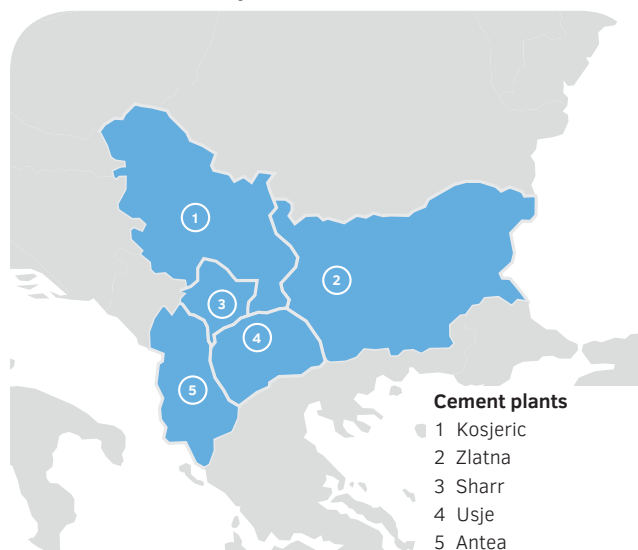 1
2
3
4
5
Cement plants
1 Kosjeric
2 Zlatna
3 Sharr
4 Usje
5 Antea